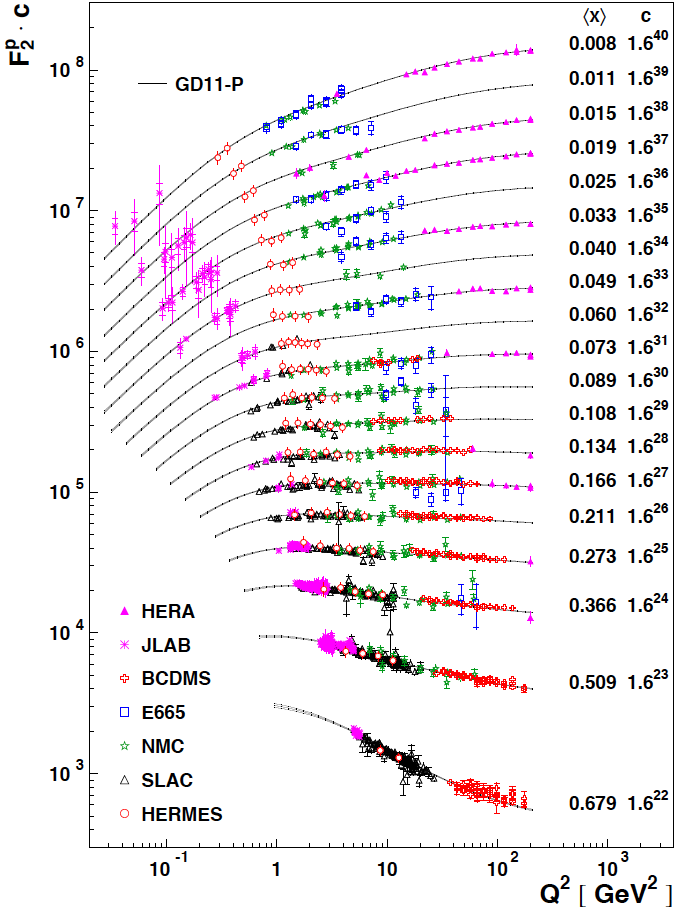 F₂ᵖ · c
⟨x⟩ c
0.008 1.6⁴⁰
10⁸
0.011 1.6³⁹
GD11-P
0.015 1.6³⁸
0.019 1.6³⁷
0.025 1.6³⁶
10⁷
0.033 1.6³⁵
0.040 1.6³⁴
0.049 1.6³³
0.060 1.6³²
10⁶
0.073 1.6³¹
0.089 1.6³⁰
0.108 1.6²⁹
0.134 1.6²⁸
0.166 1.6²⁷
10⁵
0.211 1.6²⁶
0.273 1.6²⁵
0.366 1.6²⁴
HERA
10⁴
JLAB
BCDMS
0.509 1.6²³
E665
NMC
10³
SLAC
0.679 1.6²²
HERMES
10⁻¹ 1 10 10² 10³
Q² [ GeV² ]